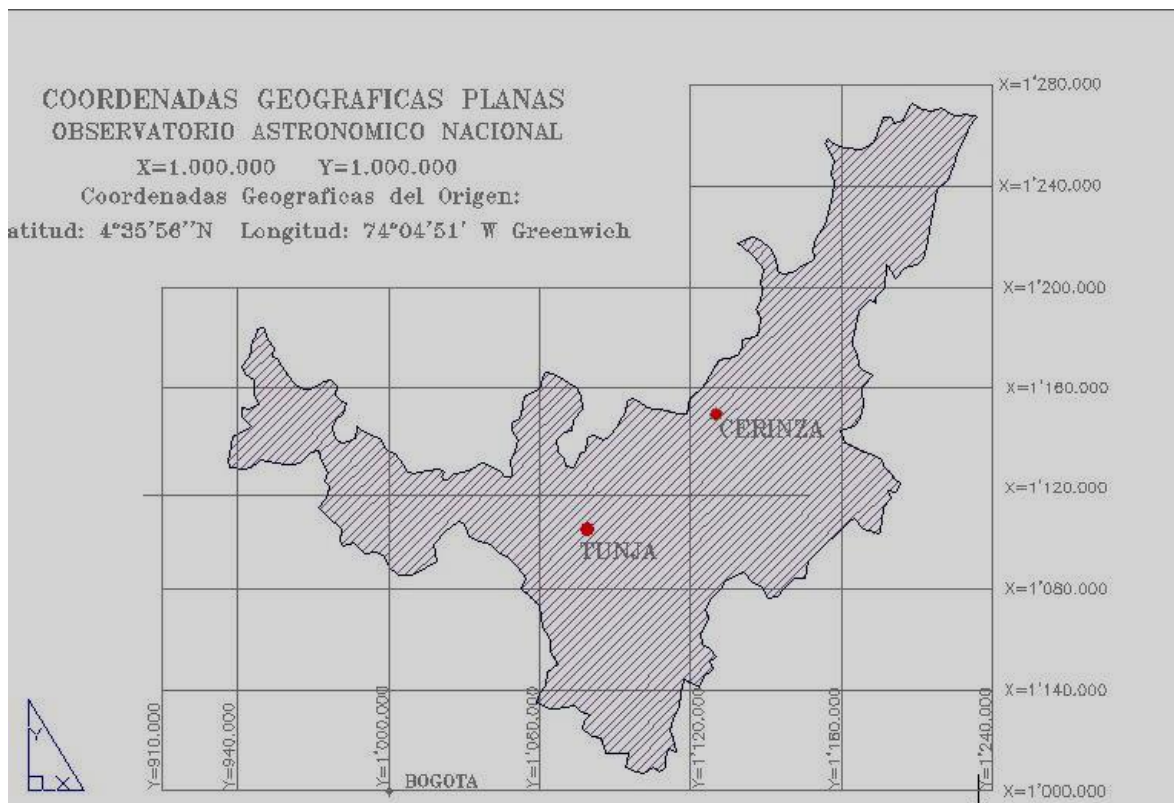 COORDENADAS GEOGRAFICAS PLANAS
OBSERVATORIO ASTRONOMICO NACIONAL
X=1.000.000 Y=1.000.000
Coordenadas Geograficas del Origen:
atitud: 4°35'56''N Longitud: 74°04'51' W Greenwich
X=1'280.000
X=1'240.000
X=1'200.000
X=1'160.000
CERINZA
X=1'120.000
TUNJA
X=1'080.000
X=1'140.000
Y=910.000
Y=940.000
Y=1'000.000
Y=1'060.000
Y=1'120.000
Y=1'180.000
Y=1'240.000
Y
X
BOGOTA
X=1'000.000